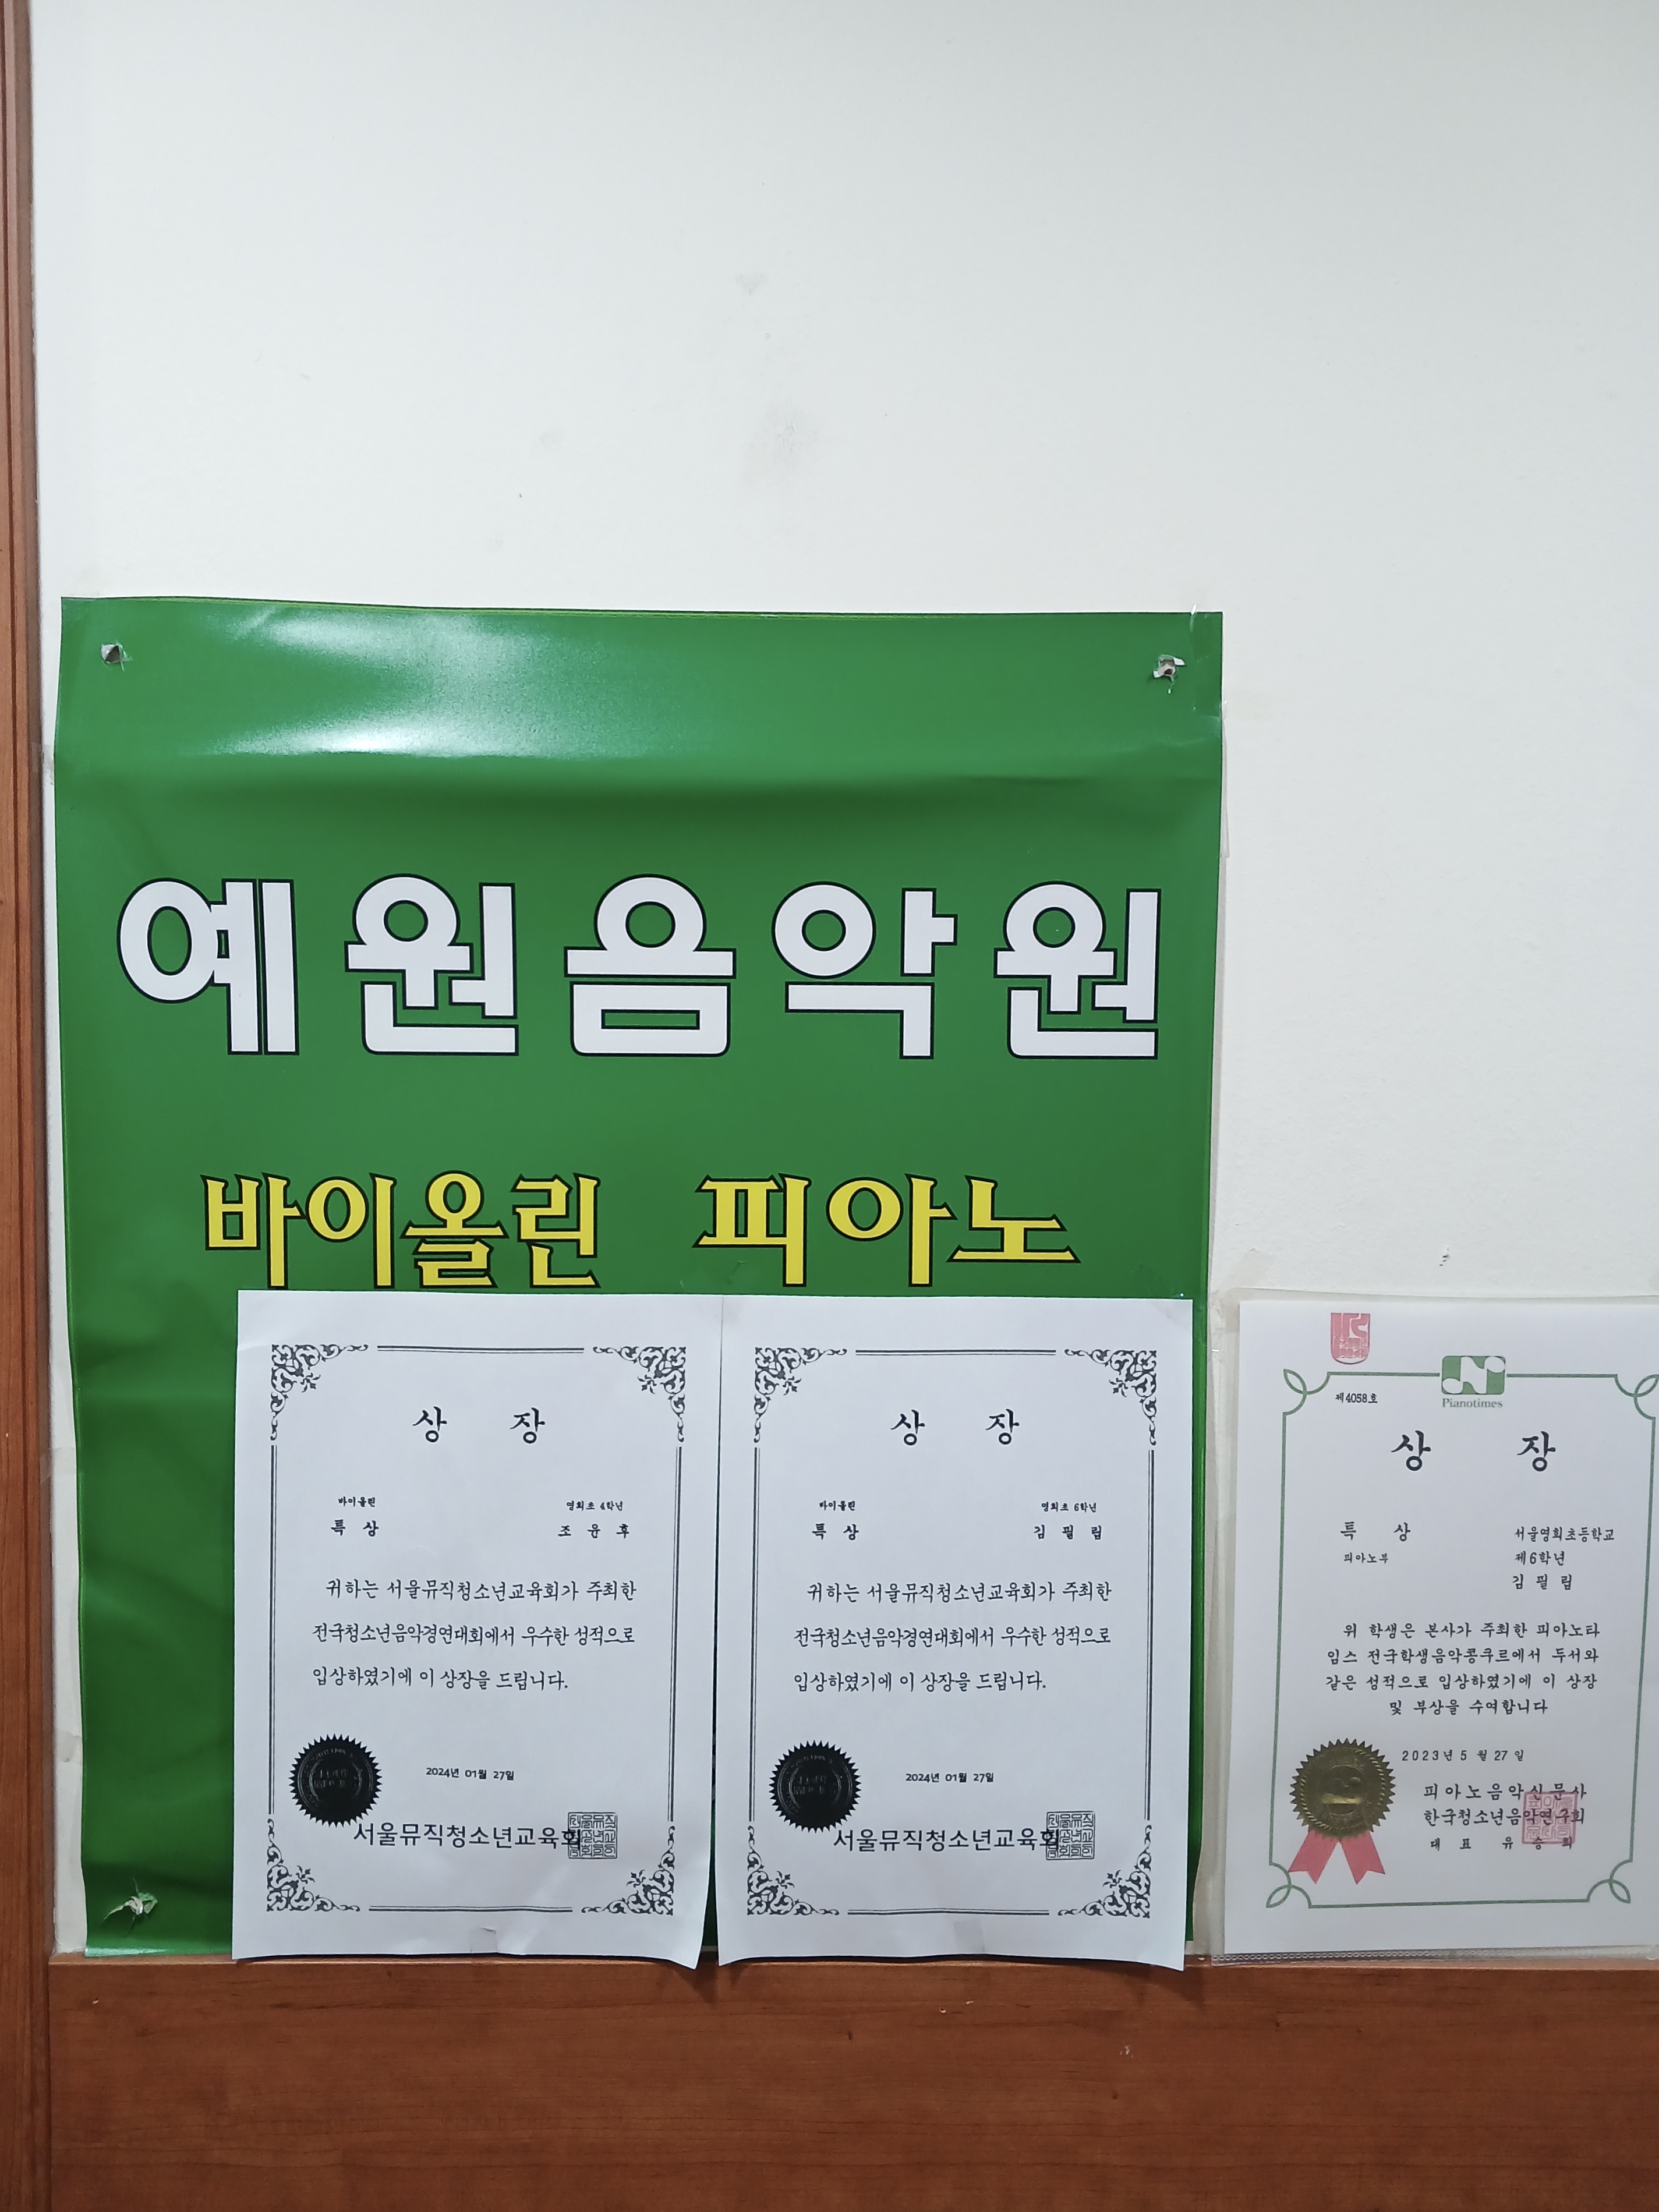 예원음악원
바이올린 피아노
상 장
바이올린
영희초 4학년
특 상
조 윤 후
귀하는 서울뮤직청소년교육회가 주최한
전국청소년음악경연대회에서 우수한 성적으로
입상하였기에 이 상장을 드립니다.
2024년 01월 27일
서울뮤직청소년교육회
상 장
바이올린
영희초 6학년
특 상
김 필 립
귀하는 서울뮤직청소년교육회가 주최한
전국청소년음악경연대회에서 우수한 성적으로
입상하였기에 이 상장을 드립니다.
2024년 01월 27일
서울뮤직청소년교육회
제4058호
Pianotimes
상 장
특 상
서울영희초등학교
피아노부
제6학년
김 필 립
위 학생은 본사가 주최한 피아노타
임스 전국학생음악콩쿠르에서 두서와
같은 성적으로 입상하였기에 이 상장
및 부상을 수여합니다
2023년 5월 27일
피아노음악신문사
한국청소년음악연구회
대 표 유 승 희